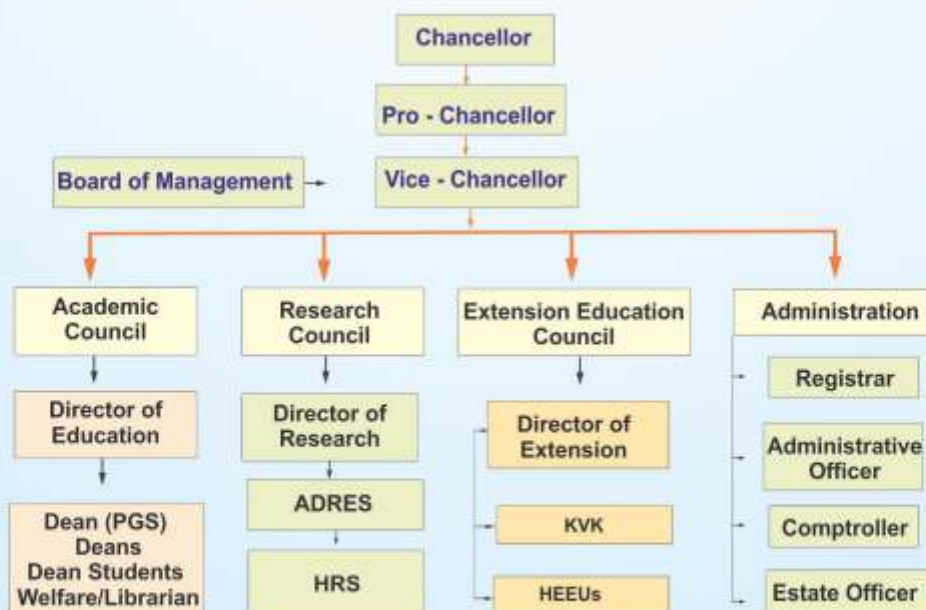 Chancellor
Pro - Chancellor
Board of Management
Vice - Chancellor
Academic
Council
Research
Council
Extension Education
Council
Administration
Director of
Education
Director of
Research
Director of
Extension
Registrar
Administrative
Officer
ADRES
KVK
Comptroller
Dean (PGS)
Deans
Dean Students
Welfare/Librarian
HRS
HEEUs
Estate Officer